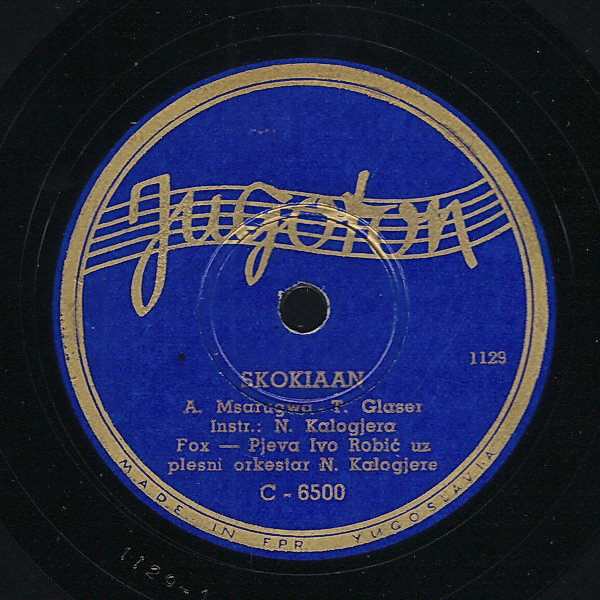 Jugoton
1129
SKOKIAAN
A. Msarugwa - T. Glaser
Instr.: N. Kalogjera
Fox — Pjeva Ivo Robić uz
plesni orkestar N. Kalogjere
C - 6500
MADE IN FPR YUGOSLAVIA
1129-1